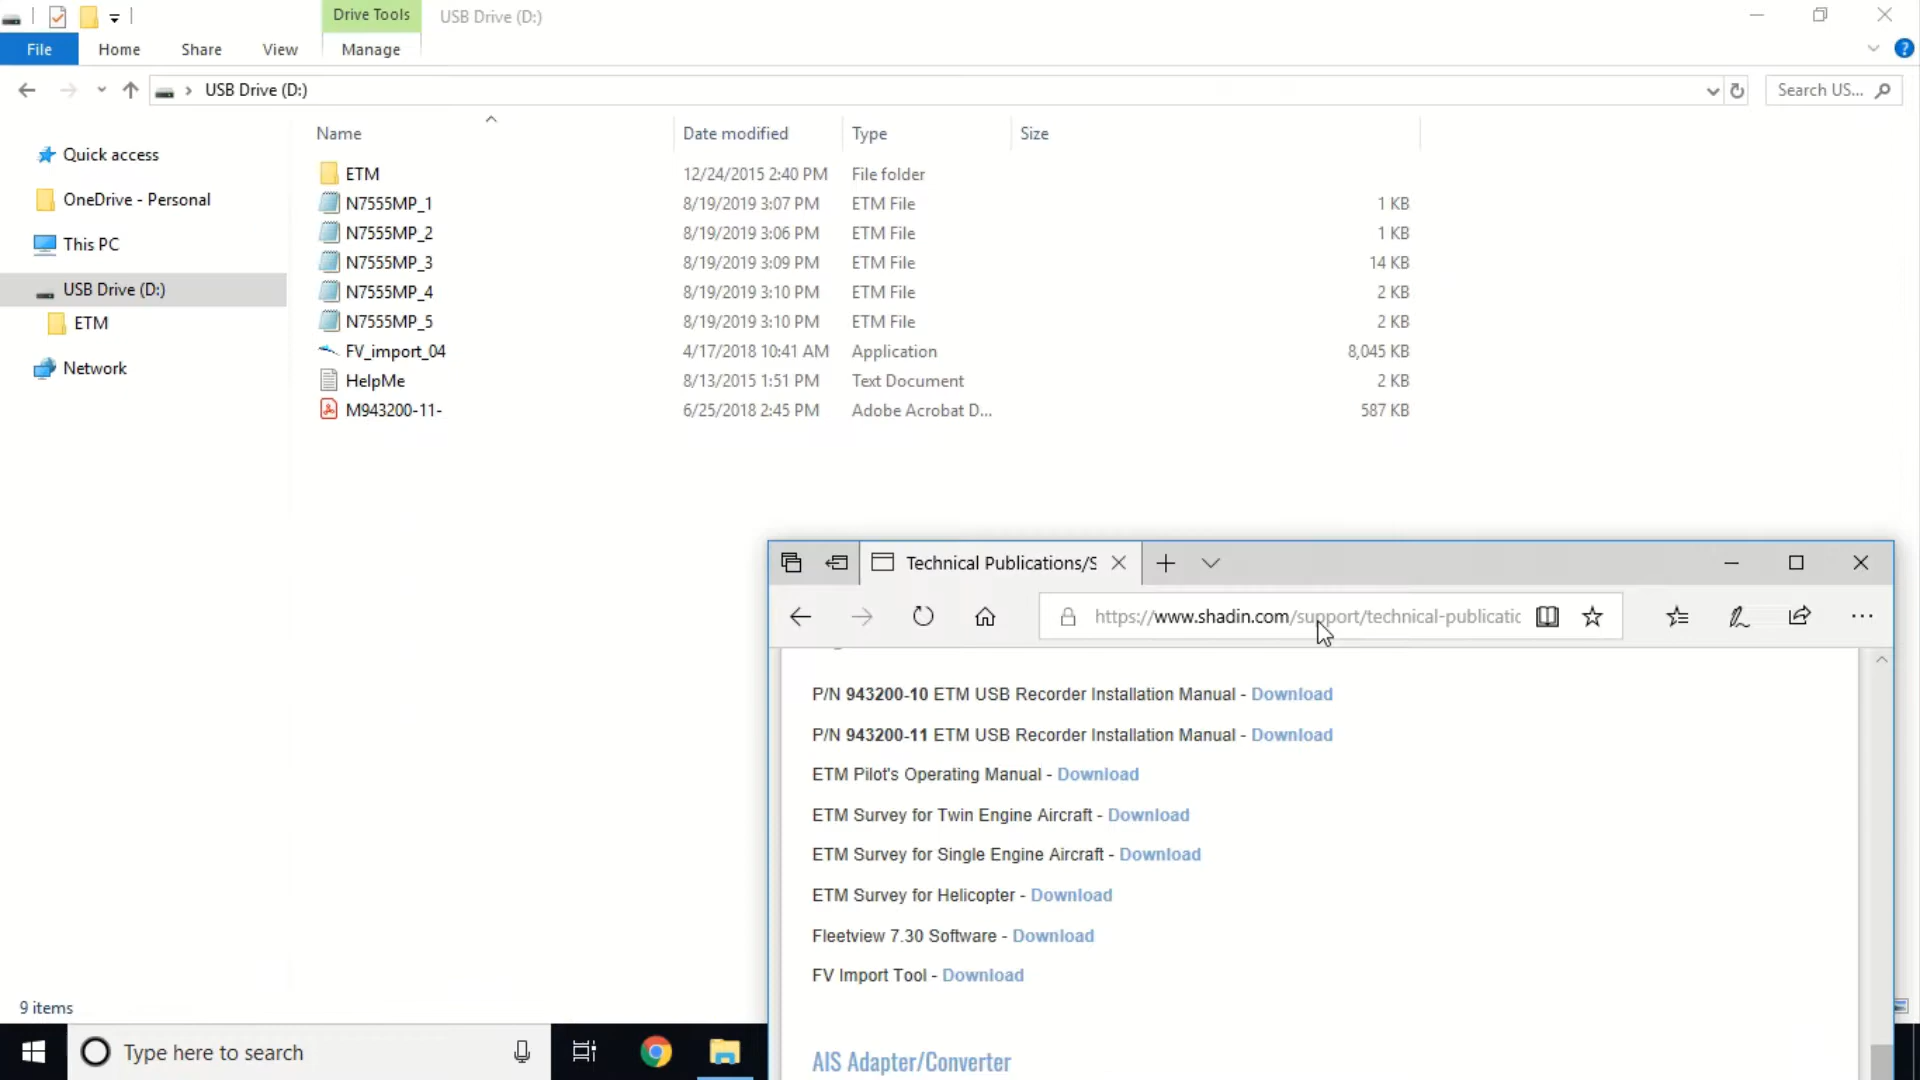 Drive Tools
USB Drive (D:)
File
Home
Share
View
Manage
?
USB Drive (D:)
Search US...
Name
Date modified
Type
Size
Quick access
OneDrive - Personal
This PC
USB Drive (D:)
ETM
Network
ETM 12/24/2015 2:40 PM File folder
N7555MP_1 8/19/2019 3:07 PM ETM File 1 KB
N7555MP_2 8/19/2019 3:06 PM ETM File 1 KB
N7555MP_3 8/19/2019 3:09 PM ETM File 14 KB
N7555MP_4 8/19/2019 3:10 PM ETM File 2 KB
N7555MP_5 8/19/2019 3:10 PM ETM File 2 KB
FV_import_04 4/17/2018 10:41 AM Application 8,045 KB
HelpMe 8/13/2015 1:51 PM Text Document 2 KB
M943200-11- 6/25/2018 2:45 PM Adobe Acrobat D... 587 KB
Technical Publications/S
https://www.shadin.com/support/technical-publicatic
P/N 943200-10 ETM USB Recorder Installation Manual - Download
P/N 943200-11 ETM USB Recorder Installation Manual - Download
ETM Pilot's Operating Manual - Download
ETM Survey for Twin Engine Aircraft - Download
ETM Survey for Single Engine Aircraft - Download
ETM Survey for Helicopter - Download
Fleetview 7.30 Software - Download
FV Import Tool - Download
AIS Adapter/Converter
9 items
Type here to search